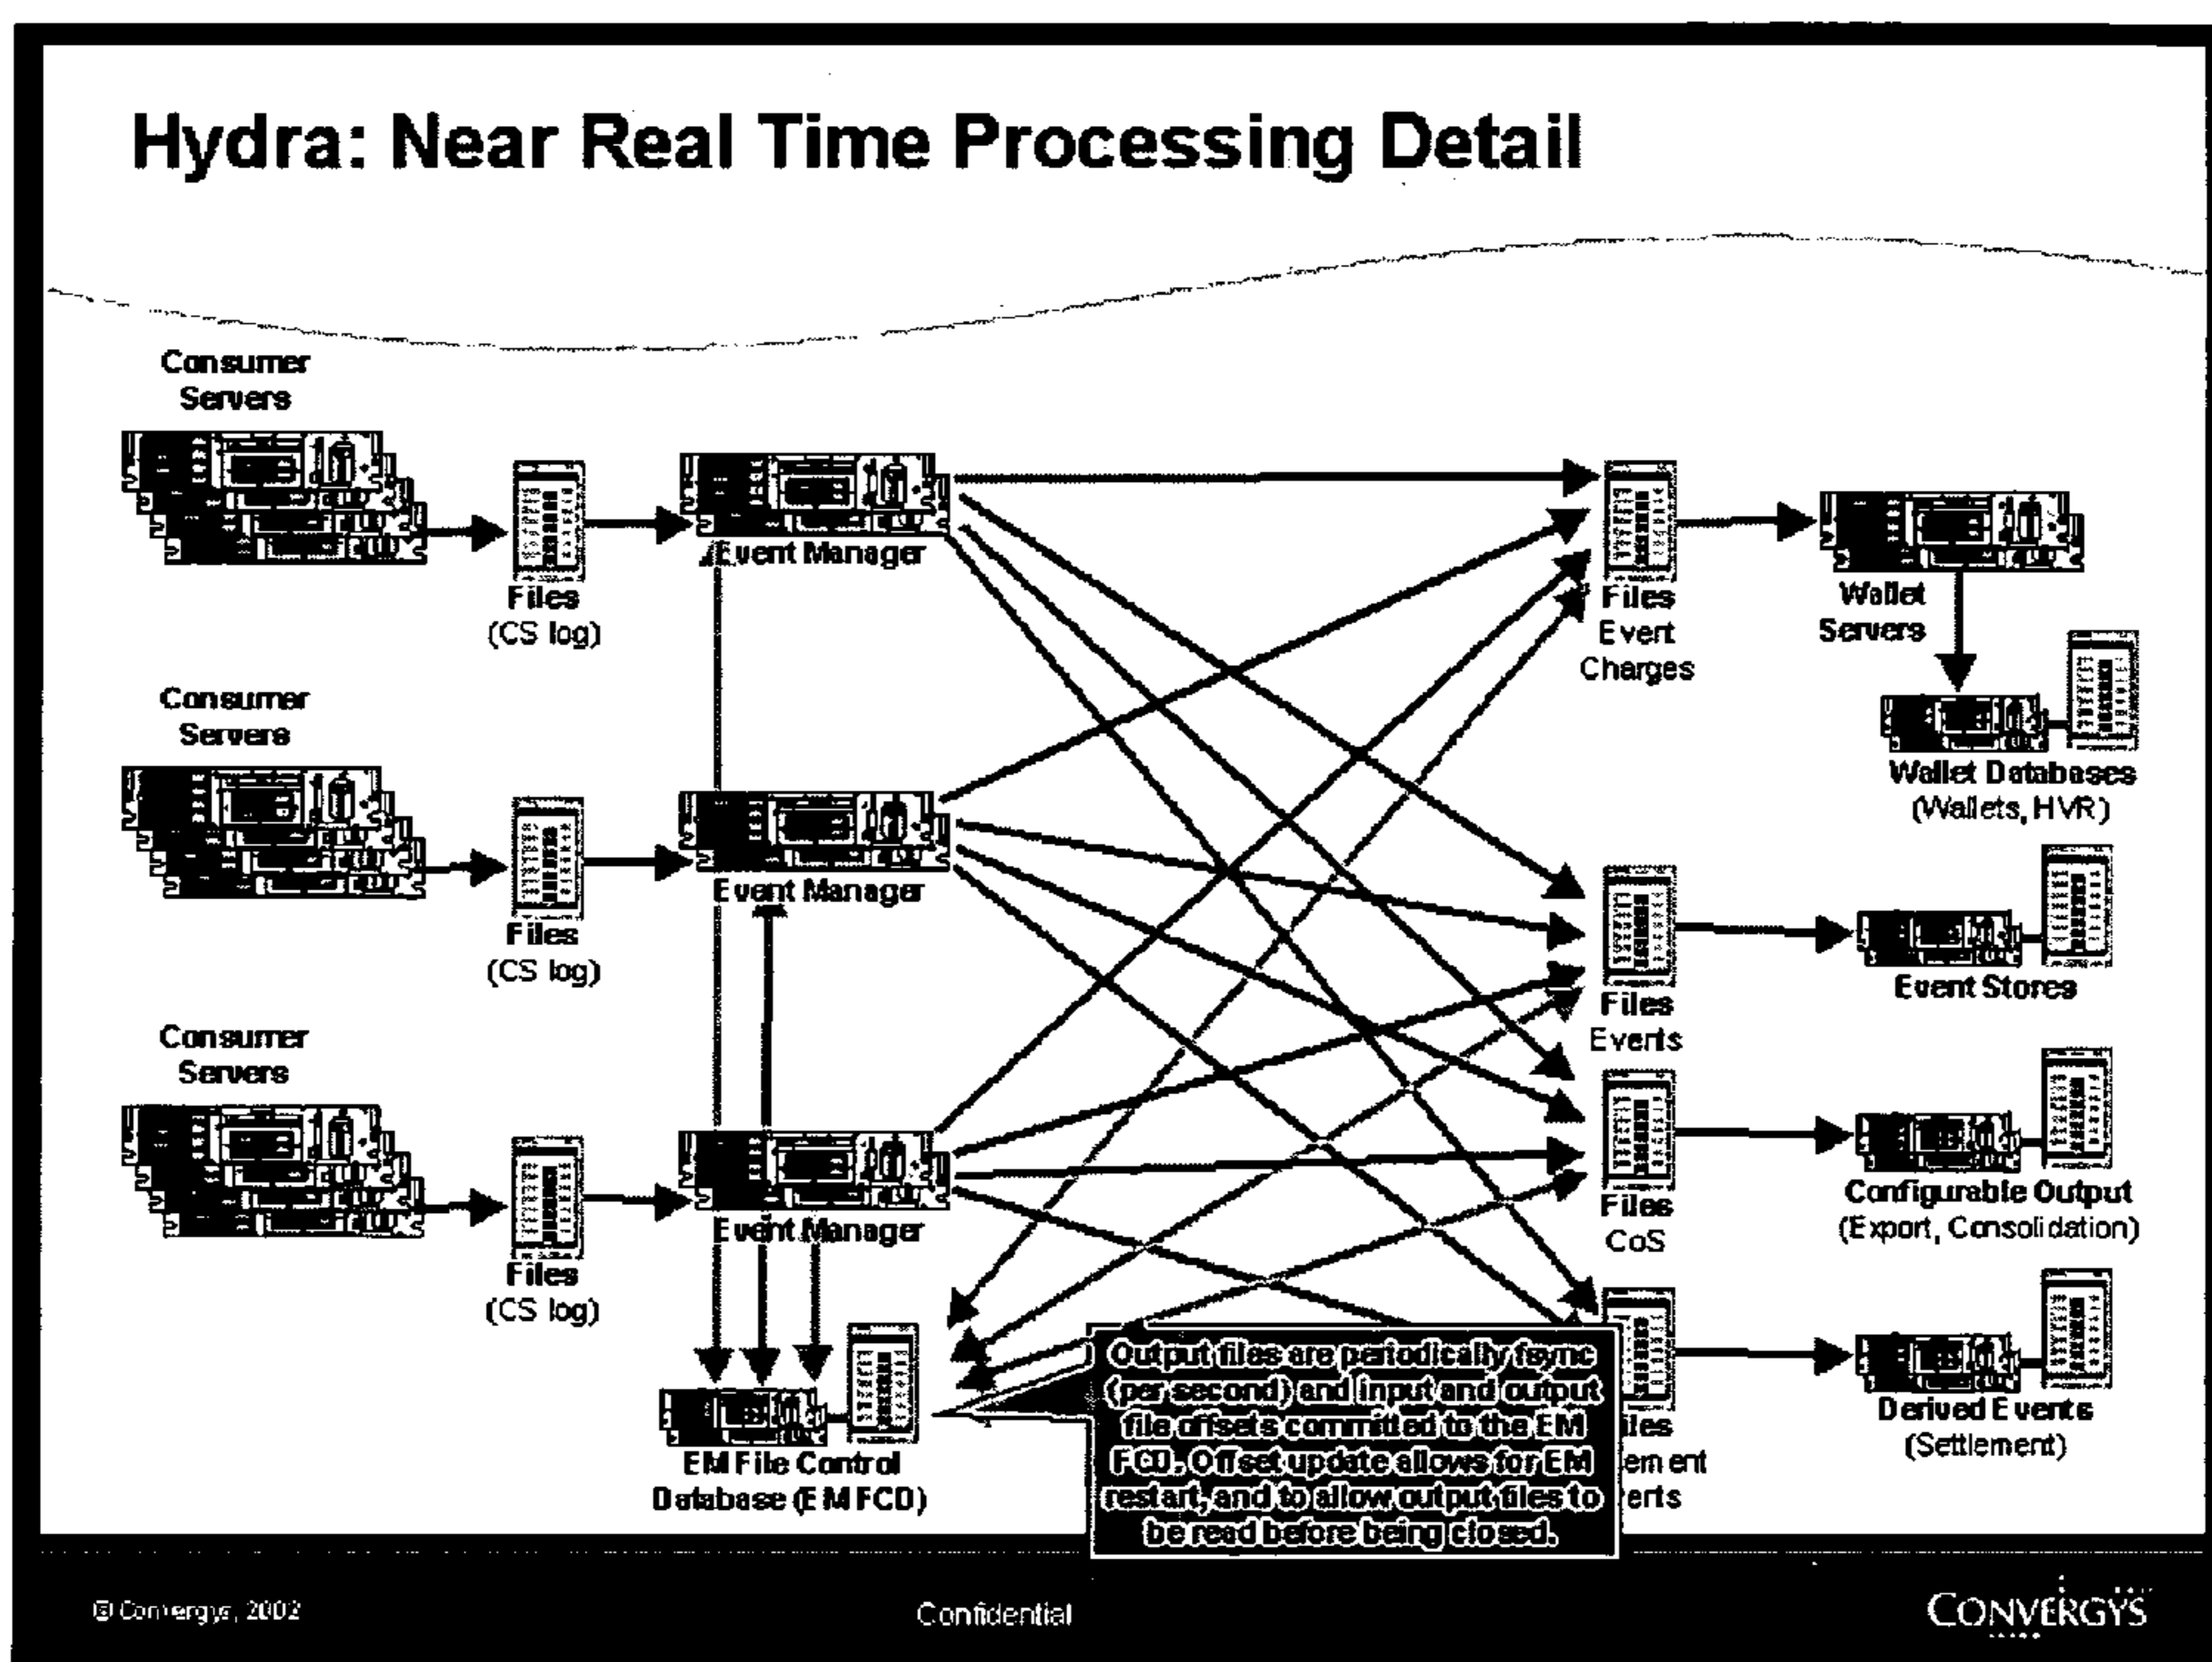 Hydra: Near Real Time Processing Detail
Consumer
Servers
Files
(CS log)
Event Manager
Files
Event
Charges
Wallet
Servers
Wallet Databases
(Wallets, HVR)
Consumer
Servers
Files
(CS log)
Event Manager
Files
Events
Event Stores
Consumer
Servers
Files
(CS log)
Event Manager
Files
CoS
Configurable Output
(Export, Consolidation)
EM File Control
Database (EM FCD)
Output files are periodically fsync
(per second) and input and output
file offsets committed to the EM
FCD. Offset update allows for EM
restart, and to allow output files to
be read before being closed.
iles
ement
erts
Derived Events
(Settlement)
© Convergys, 2002
Confidential
CONVERGYS